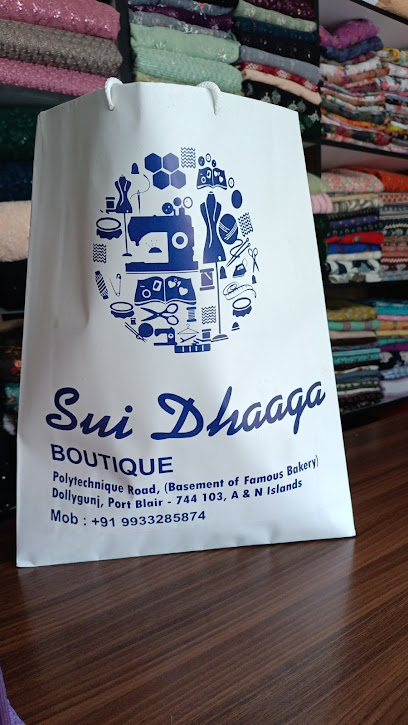 Sui Dhaaga
BOUTIQUE
Polytechnique Road, (Basement of Famous Bakery)
Dollygunj, Port Blair - 744 103, A & N Islands
Mob : +91 9933285874